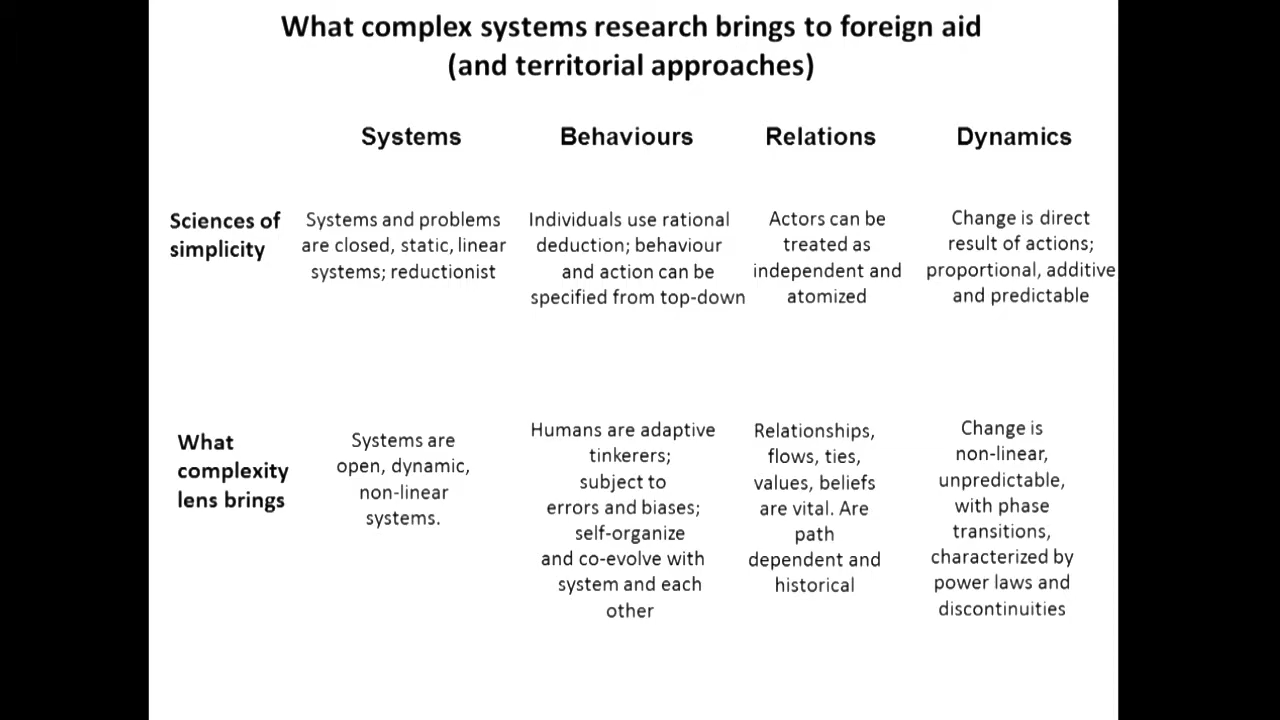 What complex systems research brings to foreign aid
(and territorial approaches)
Systems
Behaviours
Relations
Dynamics
Sciences of
simplicity
Systems and problems
are closed, static, linear
systems; reductionist
Individuals use rational
deduction; behaviour
and action can be
specified from top-down
Actors can be
treated as
independent and
atomized
Change is direct
result of actions;
proportional, additive
and predictable
What
complexity
lens brings
Systems are
open, dynamic,
non-linear
systems.
Humans are adaptive
tinkerers;
subject to
errors and biases;
self-organize
and co-evolve with
system and each
other
Relationships,
flows, ties,
values, beliefs
are vital. Are
path
dependent and
historical
Change is
non-linear,
unpredictable,
with phase
transitions,
characterized by
power laws and
discontinuities